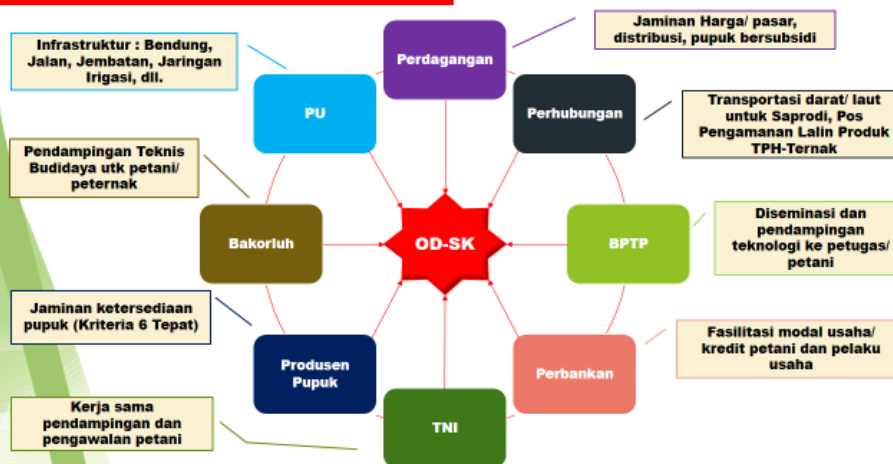 Infrastruktur : Bendung,
Jalan, Jembatan, Jaringan
Irigasi, dll.
Perdagangan
Jaminan Harga/ pasar,
distribusi, pupuk bersubsidi
PU
Perhubungan
Transportasi darat/ laut
untuk Saprodi, Pos
Pengamanan Lalin Produk
TPH-Ternak
Pendampingan Teknis
Budidaya utk petani/
peternak
Bakorluh
OD-SK
BPTP
Diseminasi dan
pendampingan
teknologi ke petugas/
petani
Jaminan ketersediaan
pupuk (Kriteria 6 Tepat)
Produsen
Pupuk
Perbankan
Fasilitasi modal usaha/
kredit petani dan pelaku
usaha
Kerja sama
pendampingan dan
pengawalan petani
TNI